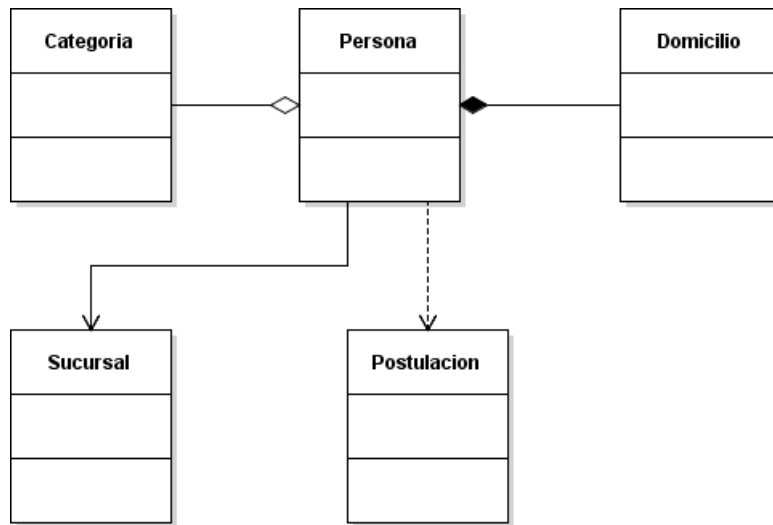 Categoria
Persona
Domicilio
Sucursal
Postulacion